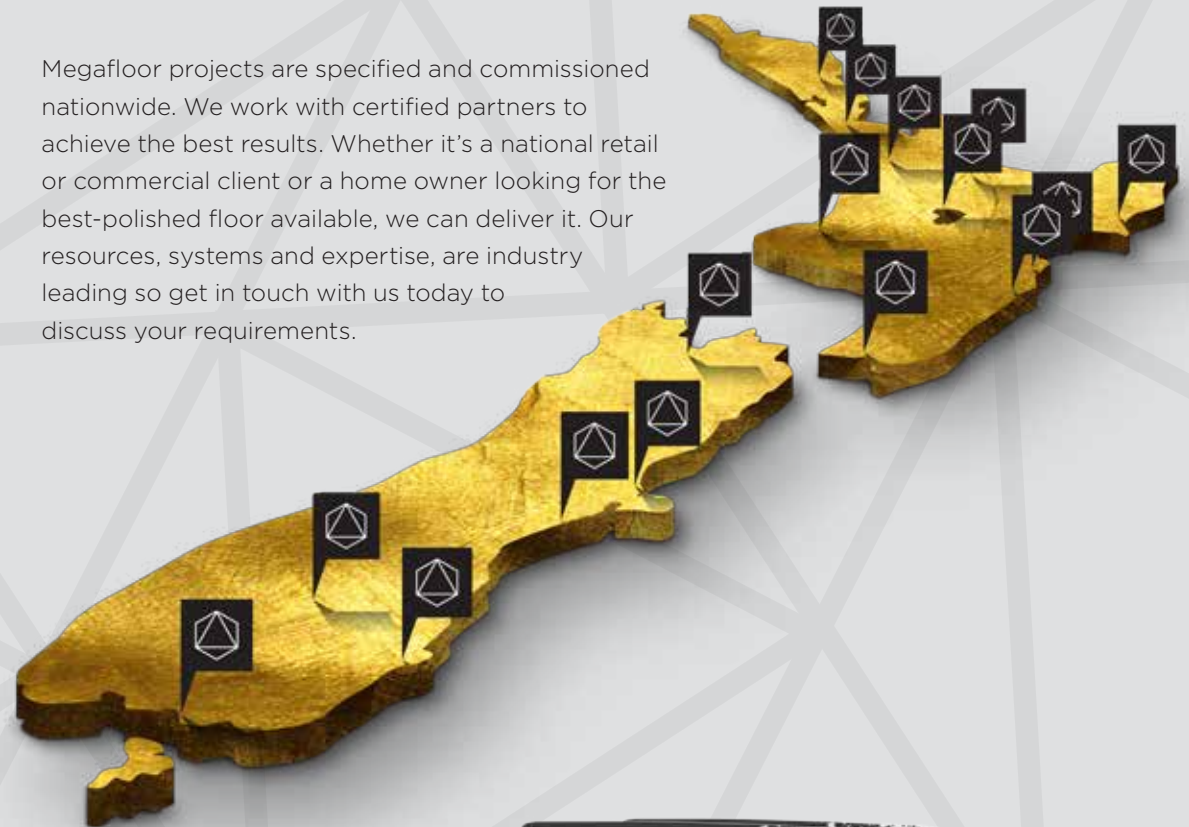 Megafloor projects are specified and commissioned
nationwide. We work with certified partners to
achieve the best results. Whether it’s a national retail
or commercial client or a home owner looking for the
best-polished floor available, we can deliver it. Our
resources, systems and expertise, are industry
leading so get in touch with us today to
discuss your requirements.